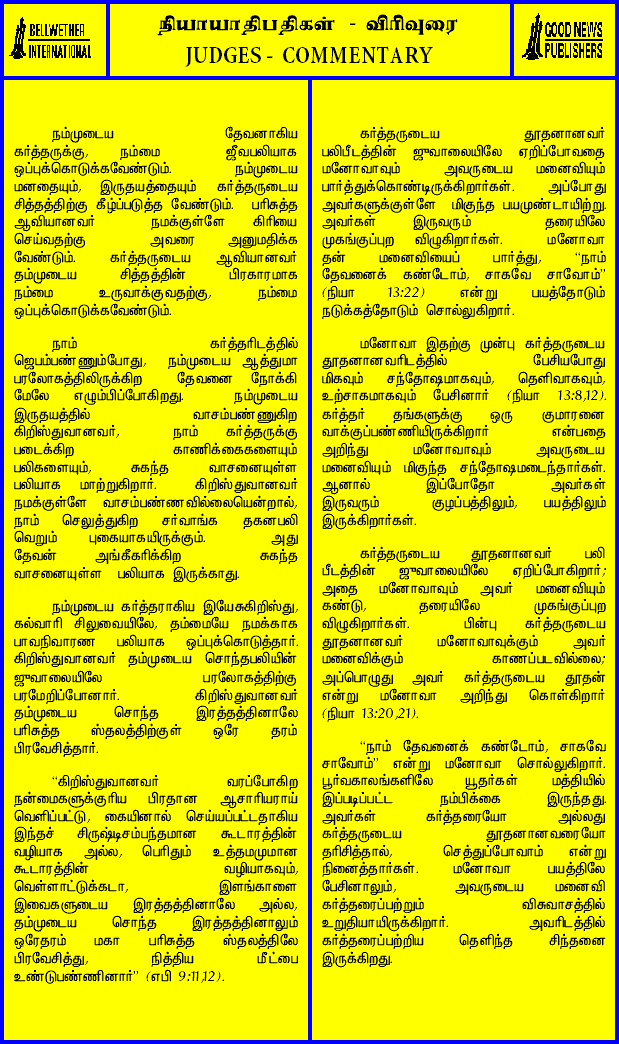 BELLWETHER
INTERNATIONAL
நியாயாதிபதிகள் - விரிவுரை
JUDGES - COMMENTARY
GOOD NEWS
PUBLISHERS
நம்முடைய தேவனாகிய
கர்த்தருக்கு, நம்மை ஜீவபலியாக
ஒப்புக்கொடுக்கவேண்டும். நம்முடைய
மனதையும், இருதயத்தையும் கர்த்தருடைய
சித்தத்திற்கு கீழ்ப்படுத்த வேண்டும். பரிசுத்த
ஆவியானவர் நமக்குள்ளே கிரியை
செய்வதற்கு அவரை அனுமதிக்க
வேண்டும். கர்த்தருடைய ஆவியானவர்
தம்முடைய சித்தத்தின் பிரகாரமாக
நம்மை உருவாக்குவதற்கு, நம்மை
ஒப்புக்கொடுக்கவேண்டும்.
நாம் கர்த்தரிடத்தில்
ஜெபம்பண்ணும்போது, நம்முடைய ஆத்துமா
பரலோகத்திலிருக்கிற தேவனை நோக்கி
மேலே எழும்பிப்போகிறது. நம்முடைய
இருதயத்தில் வாசம்பண்ணுகிற
கிறிஸ்துவானவர், நாம் கர்த்தருக்கு
படைக்கிற காணிக்கைகளையும்
பலிகளையும், சுகந்த வாசனையுள்ள
பலியாக மாற்றுகிறார். கிறிஸ்துவானவர்
நமக்குள்ளே வாசம்பண்ணவில்லையென்றால்,
நாம் செலுத்துகிற சர்வாங்க தகனபலி
வெறும் புகையாகயிருக்கும். அது
தேவன் அங்கீகரிக்கிற சுகந்த
வாசனையுள்ள பலியாக இருக்காது.
நம்முடைய கர்த்தராகிய இயேசுகிறிஸ்து,
கல்வாரி சிலுவையிலே, தம்மையே நமக்காக
பாவநிவாரண பலியாக ஒப்புக்கொடுத்தார்.
கிறிஸ்துவானவர் தம்முடைய சொந்தபலியின்
ஜுவாலையிலே பரலோகத்திற்கு
பரமேறிப்போனார். கிறிஸ்துவானவர்
தம்முடைய சொந்த இரத்தத்தினாலே
பரிசுத்த ஸ்தலத்திற்குள் ஒரே தரம்
பிரவேசித்தார்.
“கிறிஸ்துவானவர் வரப்போகிற
நன்மைகளுக்குரிய பிரதான ஆசாரியராய்
வெளிப்பட்டு, கையினால் செய்யப்பட்டதாகிய
இந்தச் சிருஷ்டிசம்பந்தமான கூடாரத்தின்
வழியாக அல்ல, பெரிதும் உத்தமமுமான
கூடாரத்தின் வழியாகவும்,
வெள்ளாட்டுக்கடா, இளங்காளை
இவைகளுடைய இரத்தத்தினாலே அல்ல,
தம்முடைய சொந்த இரத்தத்தினாலும்
ஒரேதரம் மகா பரிசுத்த ஸ்தலத்திலே
பிரவேசித்து, நித்திய மீட்பை
உண்டுபண்ணினார்” (எபி 9:11,12).
கர்த்தருடைய தூதனானவர்
பலிபீடத்தின் ஜுவாலையிலே ஏறிப்போவதை
மனோவாவும் அவருடைய மனைவியும்
பார்த்துக்கொண்டிருக்கிறார்கள். அப்போது
அவர்களுக்குள்ளே மிகுந்த பயமுண்டாயிற்று.
அவர்கள் இருவரும் தரையிலே
முகங்குப்புற விழுகிறார்கள். மனோவா
தன் மனைவியைப் பார்த்து, “நாம்
தேவனைக் கண்டோம், சாகவே சாவோம்”
(நியா 13:22) என்று பயத்தோடும்
நடுக்கத்தோடும் சொல்லுகிறார்.
மனோவா இதற்கு முன்பு கர்த்தருடைய
தூதனானவரிடத்தில் பேசியபோது
மிகவும் சந்தோஷமாகவும், தெளிவாகவும்,
உற்சாகமாகவும் பேசினார் (நியா 13:8,12).
கர்த்தர் தங்களுக்கு ஒரு குமாரனை
வாக்குப்பண்ணியிருக்கிறார் என்பதை
அறிந்து மனோவாவும் அவருடைய
மனைவியும் மிகுந்த சந்தோஷமடைந்தார்கள்.
ஆனால் இப்போதோ அவர்கள்
இருவரும் குழப்பத்திலும், பயத்திலும்
இருக்கிறார்கள்.
கர்த்தருடைய தூதனானவர் பலி
பீடத்தின் ஜுவாலையிலே ஏறிப்போகிறார்;
அதை மனோவாவும் அவர் மனைவியும்
கண்டு, தரையிலே முகங்குப்புற
விழுகிறார்கள். பின்பு கர்த்தருடைய
தூதனானவர் மனோவாவுக்கும் அவர்
மனைவிக்கும் காணப்படவில்லை;
அப்பொழுது அவர் கர்த்தருடைய தூதன்
என்று மனோவா அறிந்து கொள்கிறார்
(நியா 13:20,21).
“நாம் தேவனைக் கண்டோம், சாகவே
சாவோம்” என்று மனோவா சொல்லுகிறார்.
பூர்வகாலங்களிலே யூதர்கள் மத்தியில்
இப்படிப்பட்ட நம்பிக்கை இருந்தது.
அவர்கள் கர்த்தரையோ அல்லது
கர்த்தருடைய தூதனானவரையோ
தரிசித்தால், செத்துப்போவாம் என்று
நினைத்தார்கள். மனோவா பயத்திலே
பேசினாலும், அவருடைய மனைவி
கர்த்தரைப்பற்றும் விசுவாசத்தில்
உறுதியாயிருக்கிறார். அவரிடத்தில்
கர்த்தரைப்பற்றிய தெளிந்த சிந்தனை
இருக்கிறது.